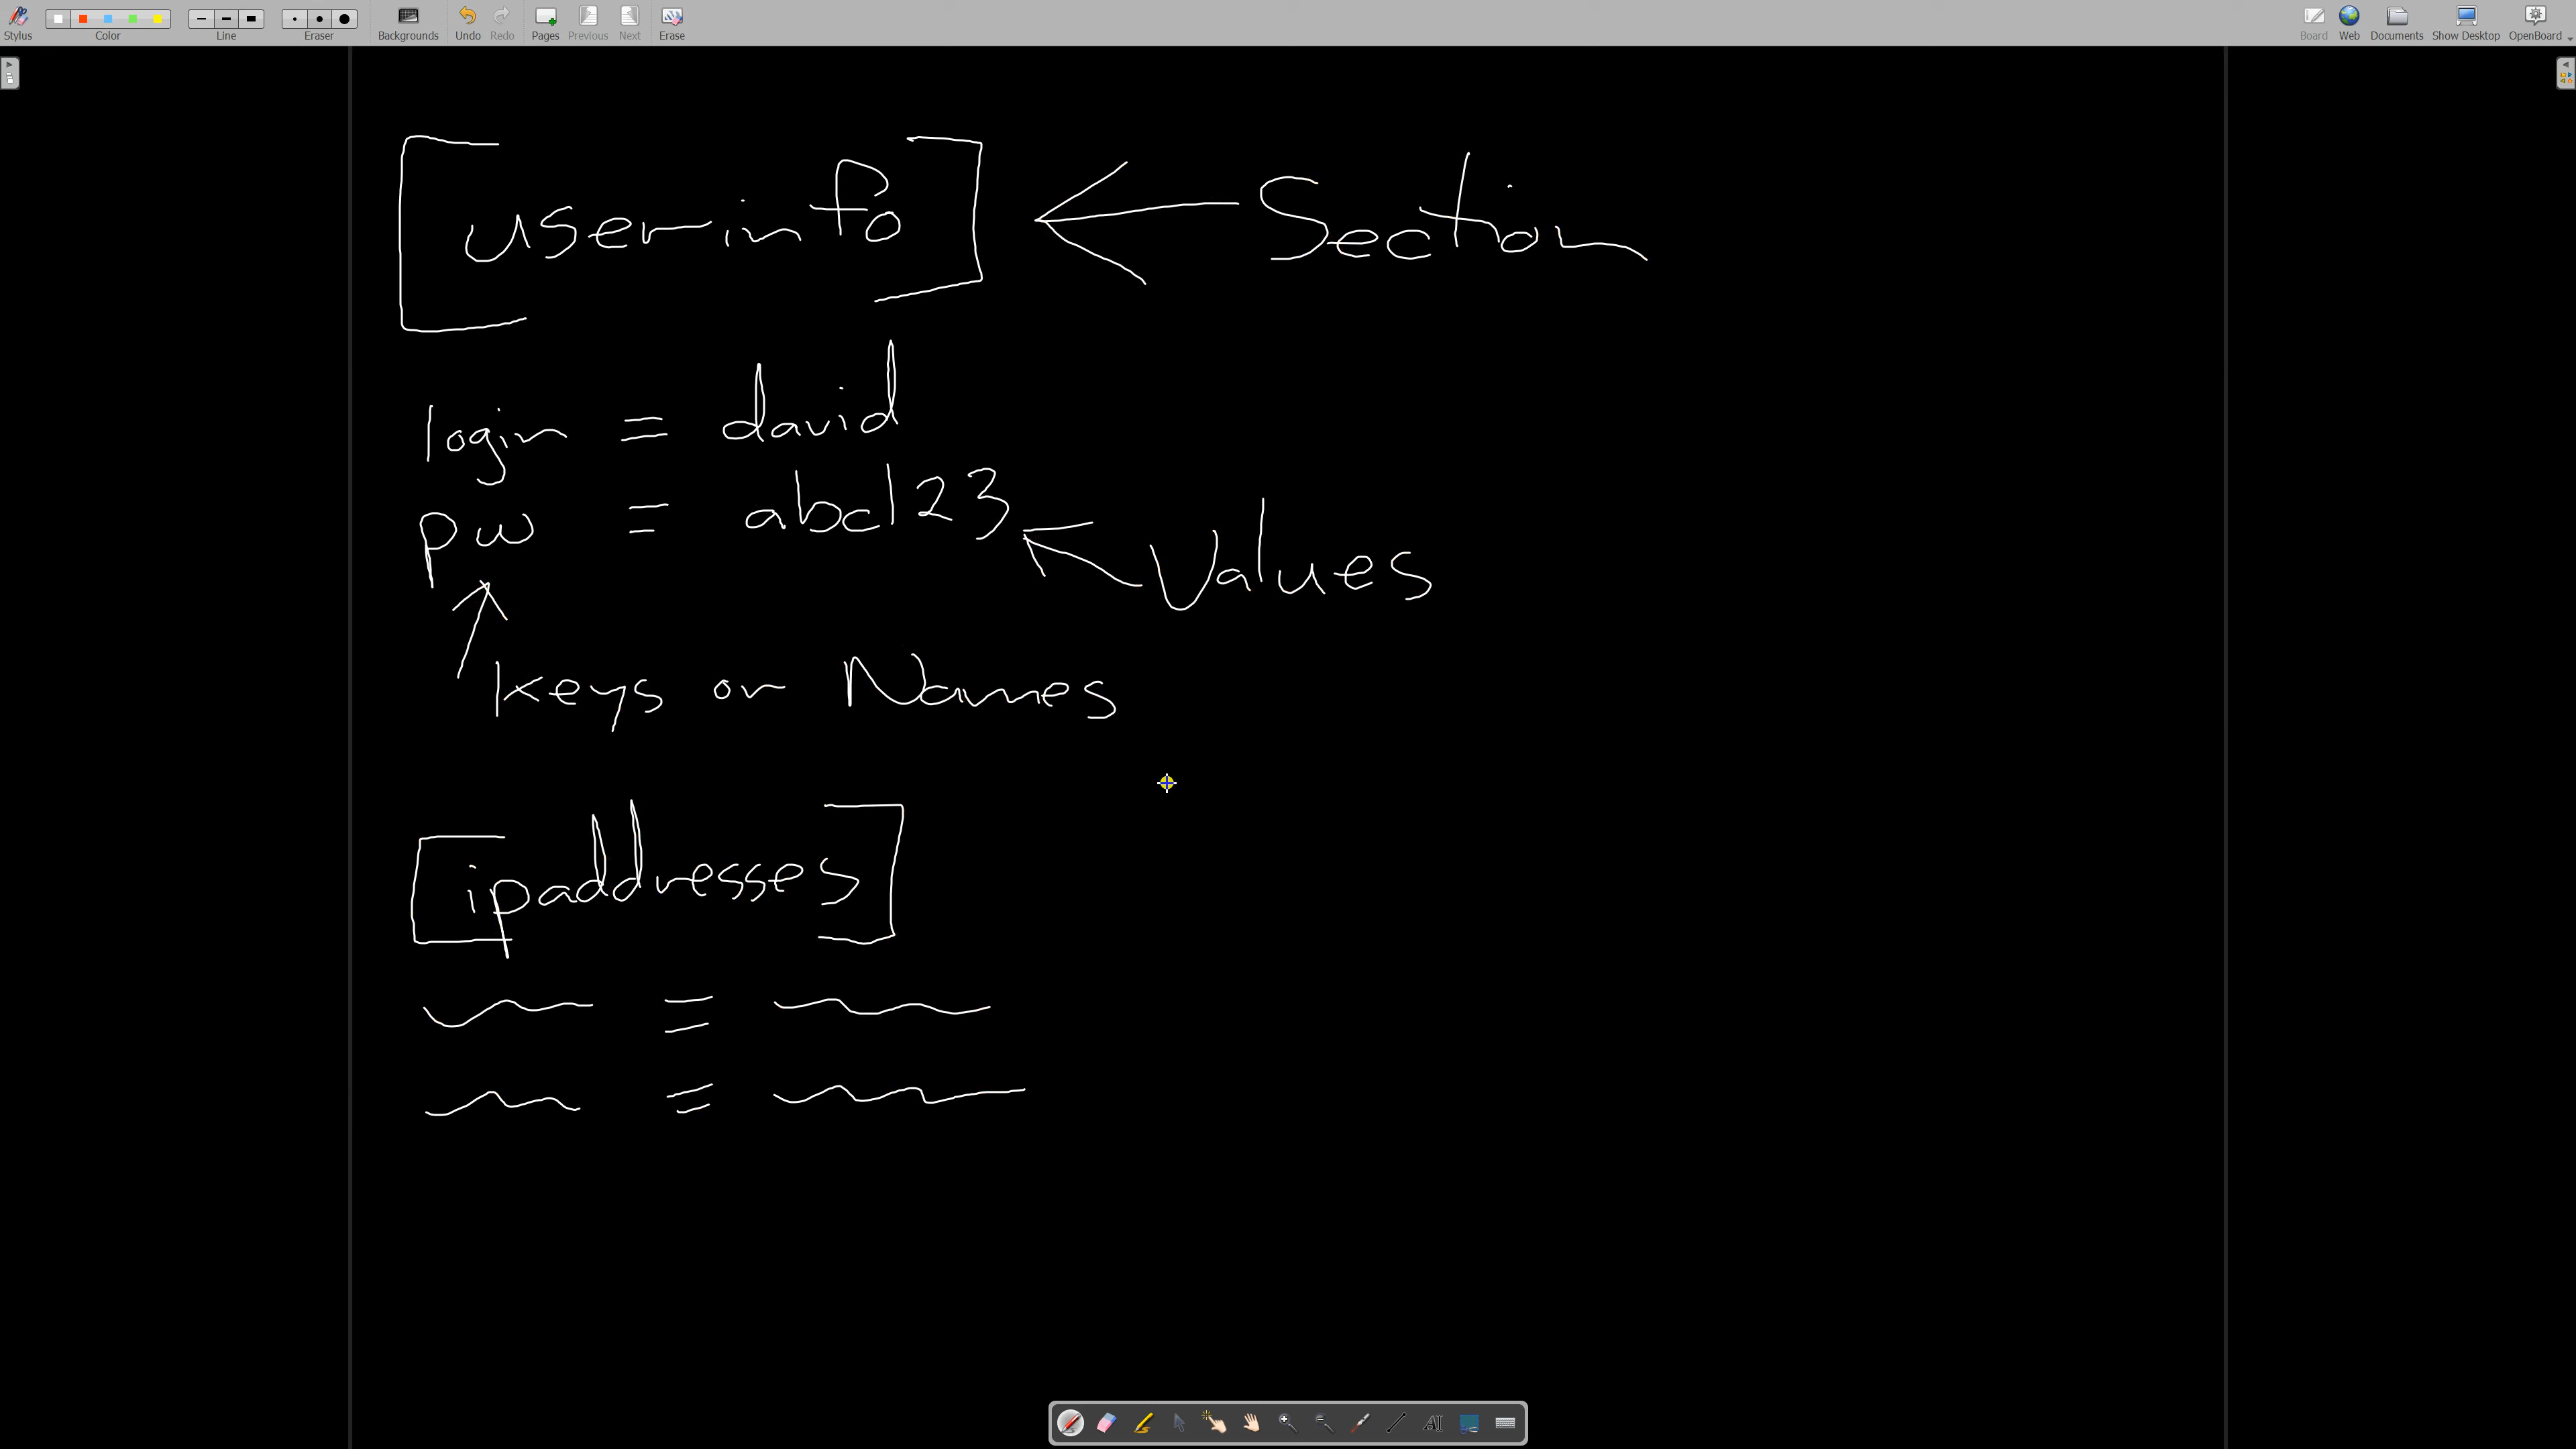 Stylus Color Line Eraser Backgrounds Undo Redo Pages Previous Next Erase Board Web Documents Show Desktop OpenBoard
[userinfo] ← Section
login = david
pw = abc123
Values
keys or Names
[ipaddresses]
=
=